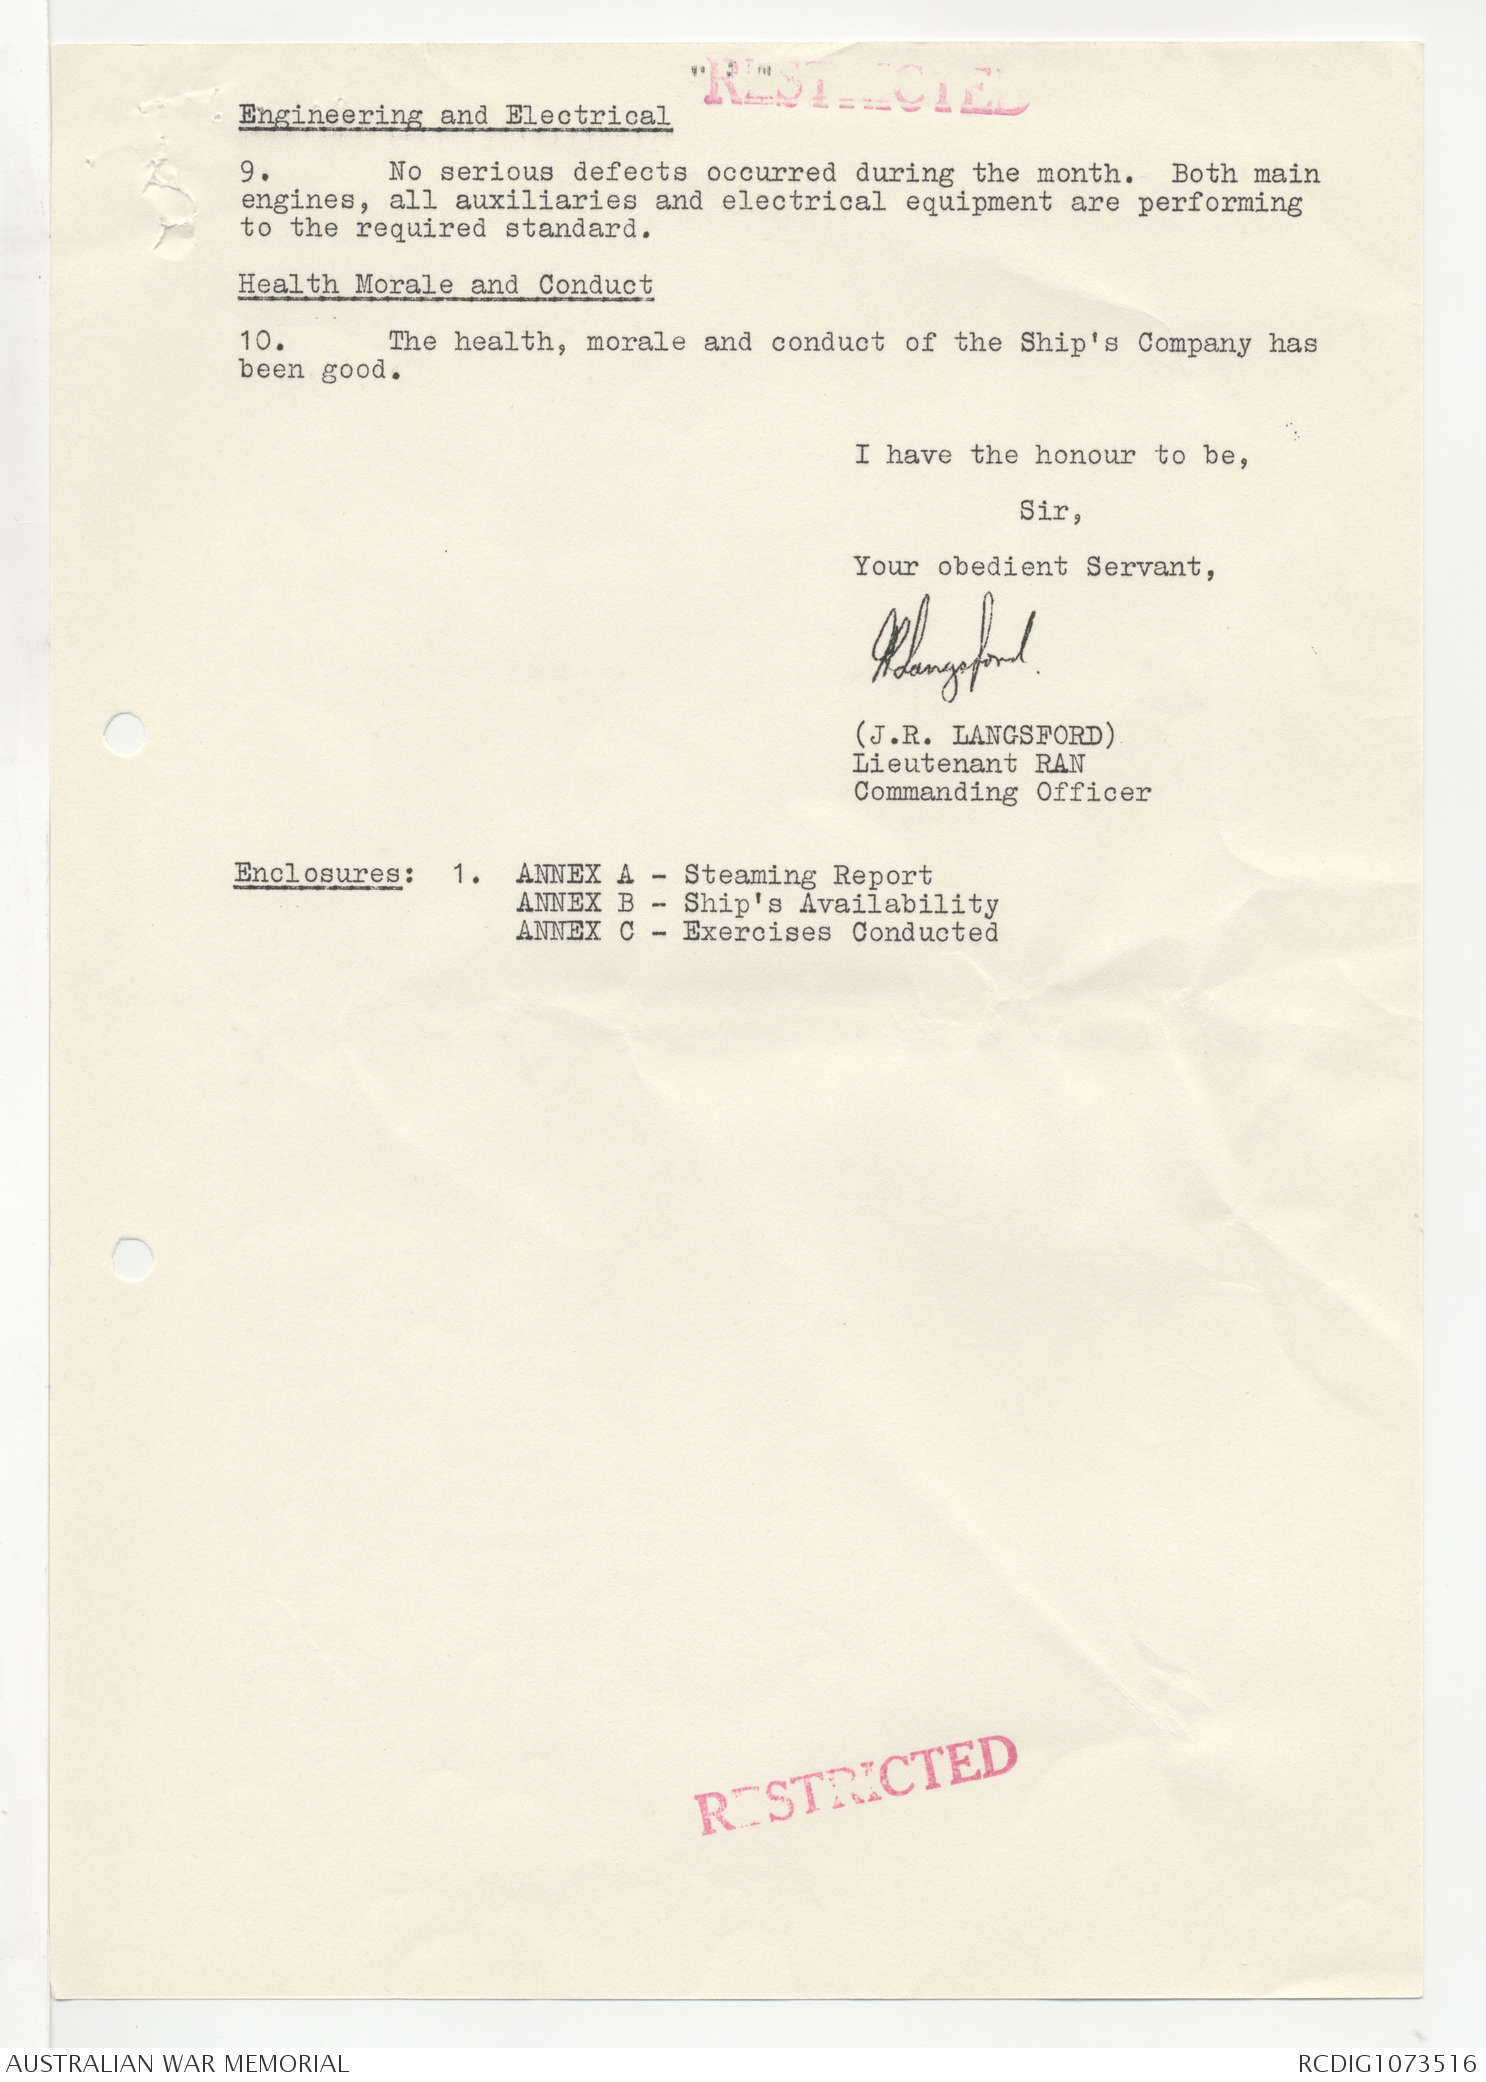 " 3 "
RESTRICTED
Engineering and Electrical
9. No serious defects occurred during the month. Both main
engines, all auxiliaries and electrical equipment are performing
to the required standard.
Health Morale and Conduct
10. The health, morale and conduct of the Ship's Company has
been good.
I have the honour to be,
Sir,
Your obedient Servant,
RLangsford.
(J.R. LANGSFORD)
Lieutenant RAN
Commanding Officer
Enclosures: 1. ANNEX A - Steaming Report
ANNEX B - Ship's Availability
ANNEX C - Exercises Conducted
RESTRICTED
AUSTRALIAN WAR MEMORIAL
RCDIG1073516